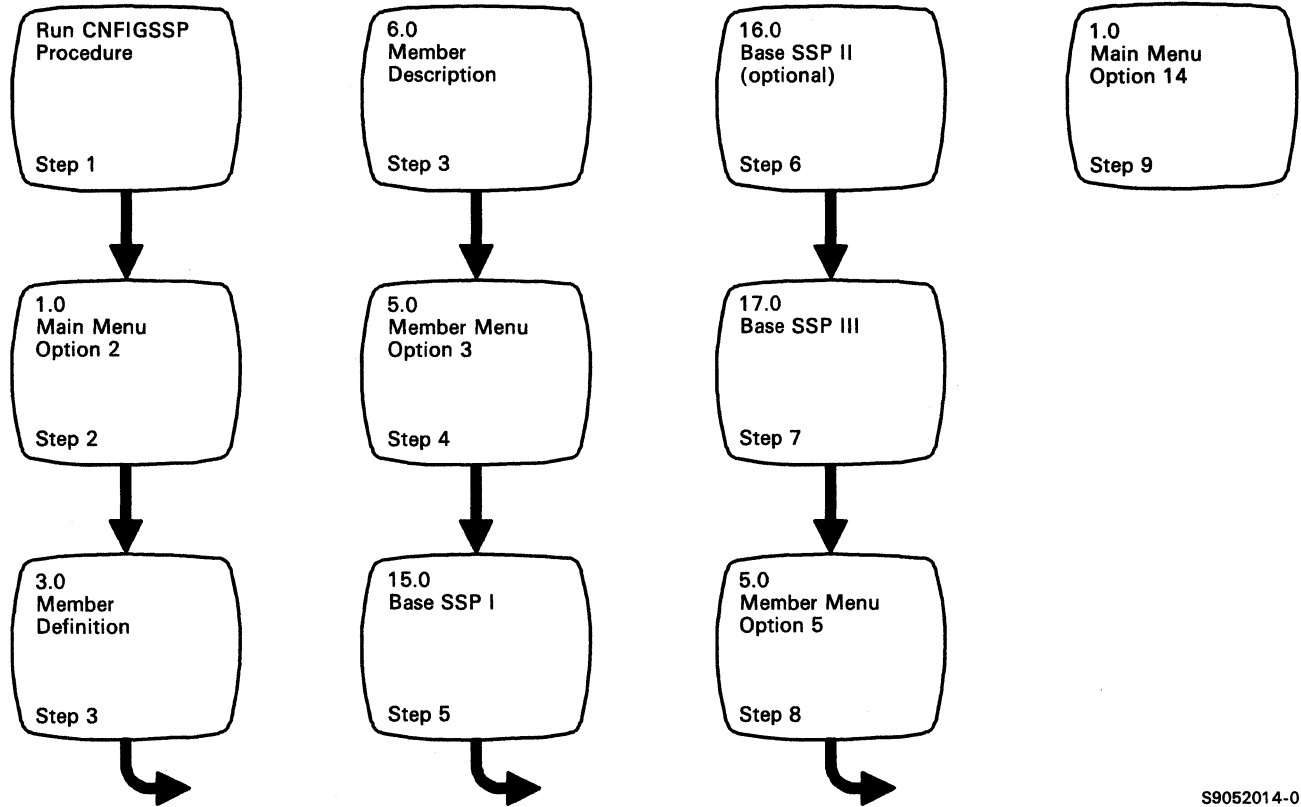 Run CNFIGSSP
Procedure
Step 1
1.0
Main Menu
Option 2
Step 2
3.0
Member
Definition
Step 3
6.0
Member
Description
Step 3
5.0
Member Menu
Option 3
Step 4
15.0
Base SSP I
Step 5
16.0
Base SSP II
(optional)
Step 6
17.0
Base SSP III
Step 7
5.0
Member Menu
Option 5
Step 8
1.0
Main Menu
Option 14
Step 9
S9052014-0